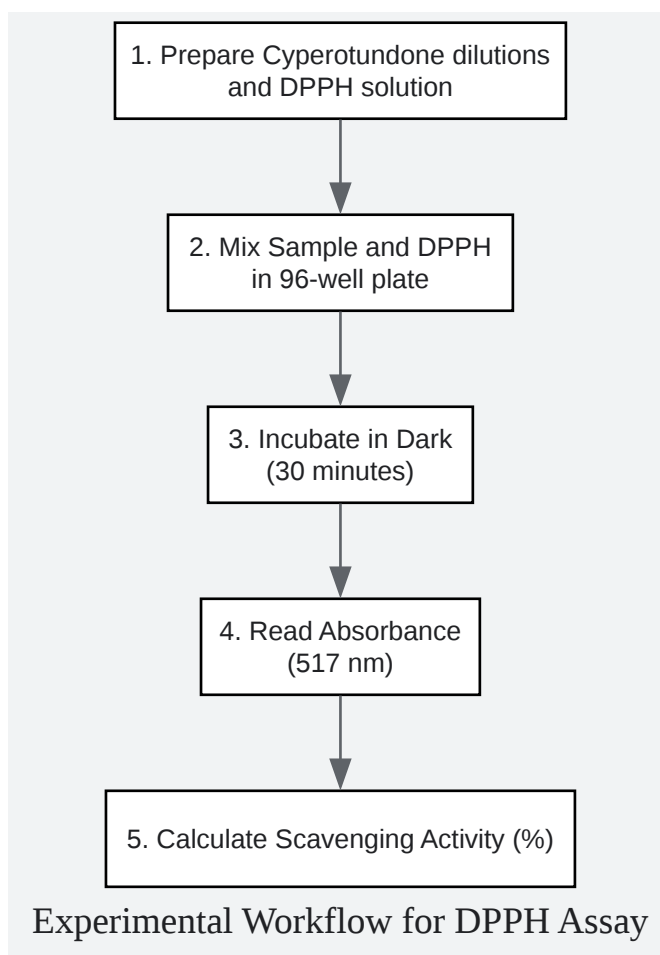 1. Prepare Cyperotundone dilutions
and DPPH solution
2. Mix Sample and DPPH
in 96-well plate
3. Incubate in Dark
(30 minutes)
4. Read Absorbance
(517 nm)
5. Calculate Scavenging Activity (%)
Experimental Workflow for DPPH Assay